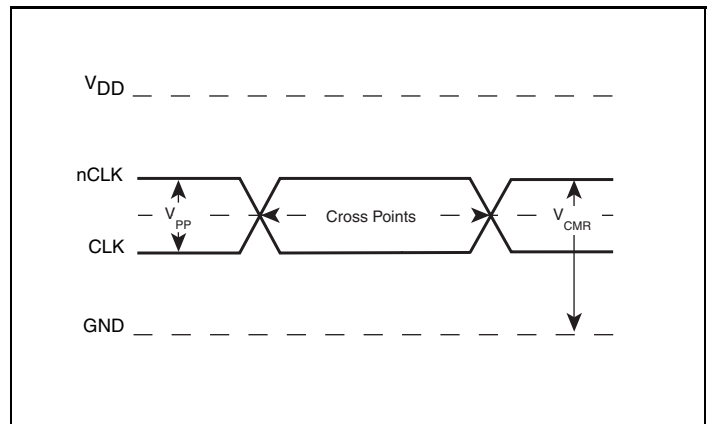 VDD
nCLK
VPP
Cross Points
VCMR
CLK
GND